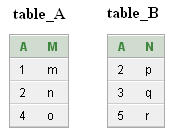 table_A table_B
A M A N
1 m 2 p
2 n 3 q
4 o 5 r